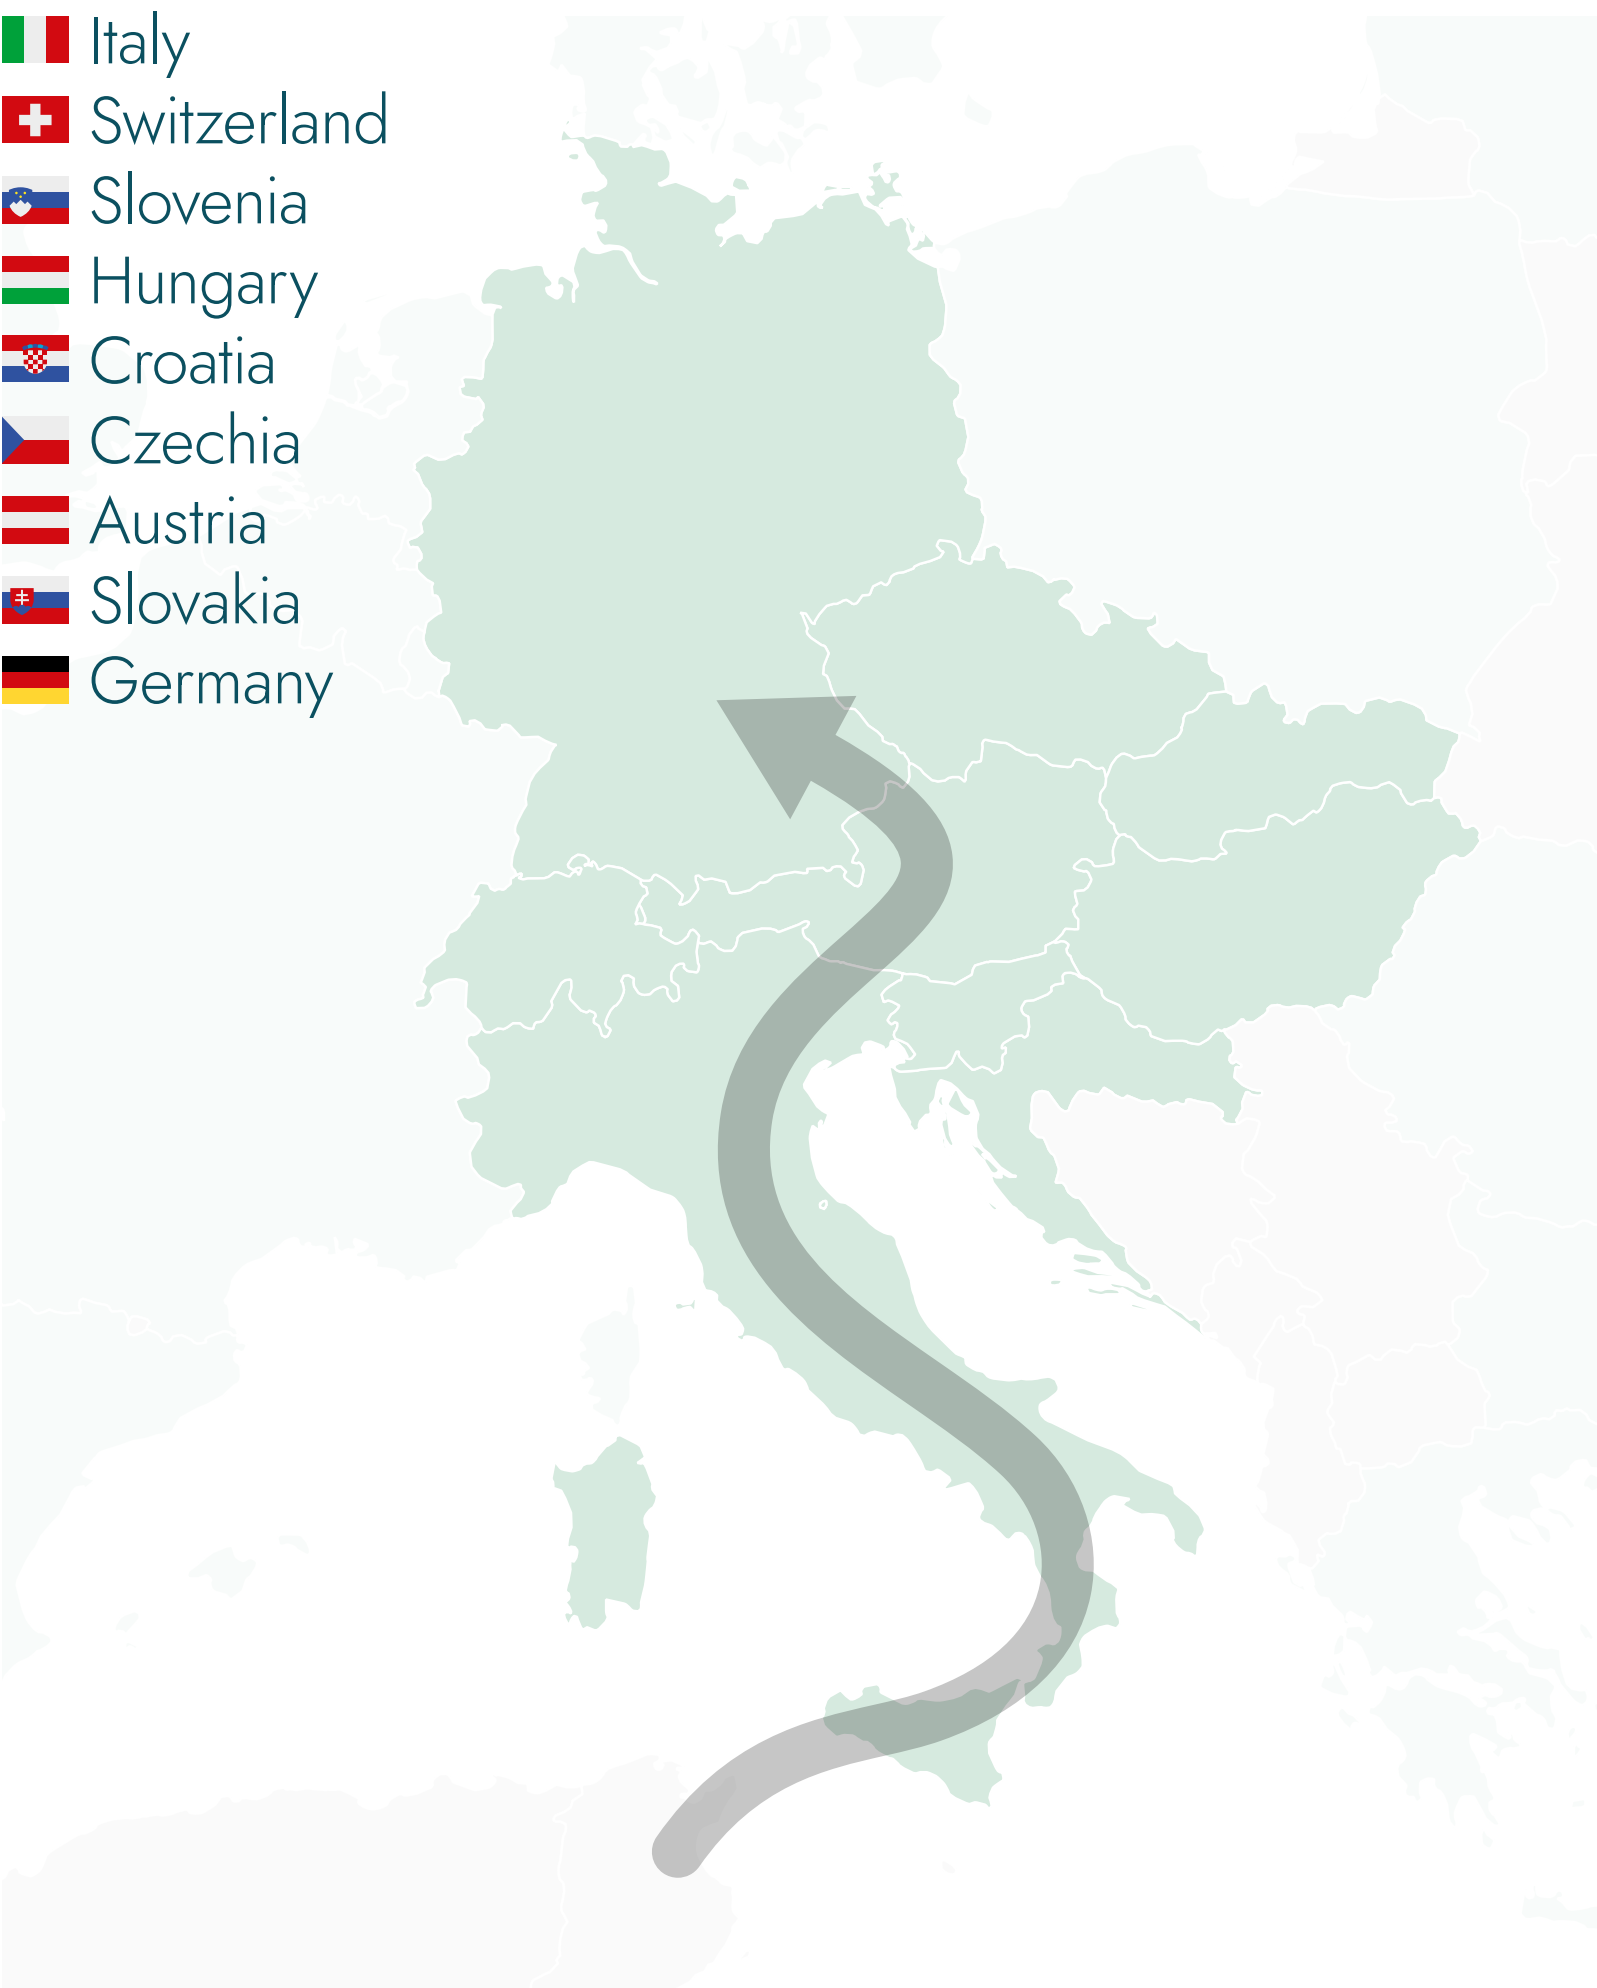 Italy
Switzerland
Slovenia
Hungary
Croatia
Czechia
Austria
Slovakia
Germany